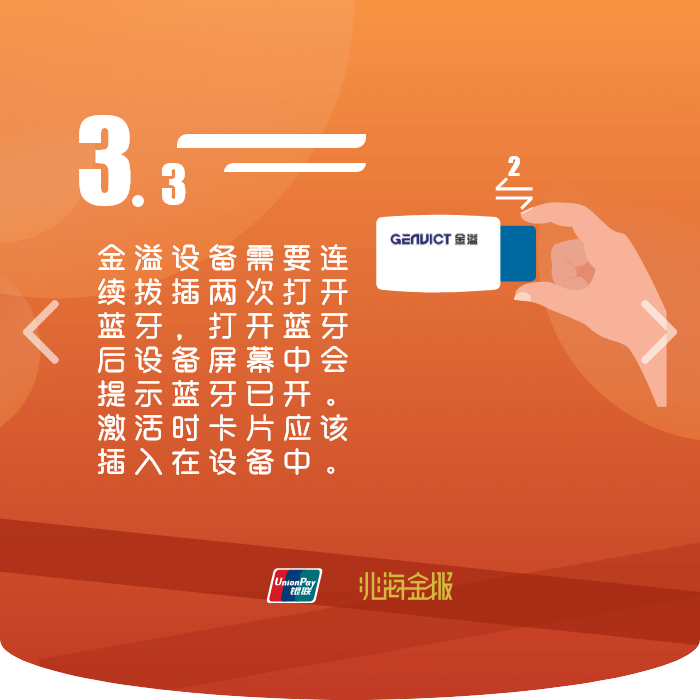 3.3
2
GENVICT 金溢
金溢设备需要连
续拔插两次打开
蓝牙，打开蓝牙
后设备屏幕中会
提示蓝牙已开。
激活时卡片应该
插入在设备中。
UnionPay
银联
北海金服